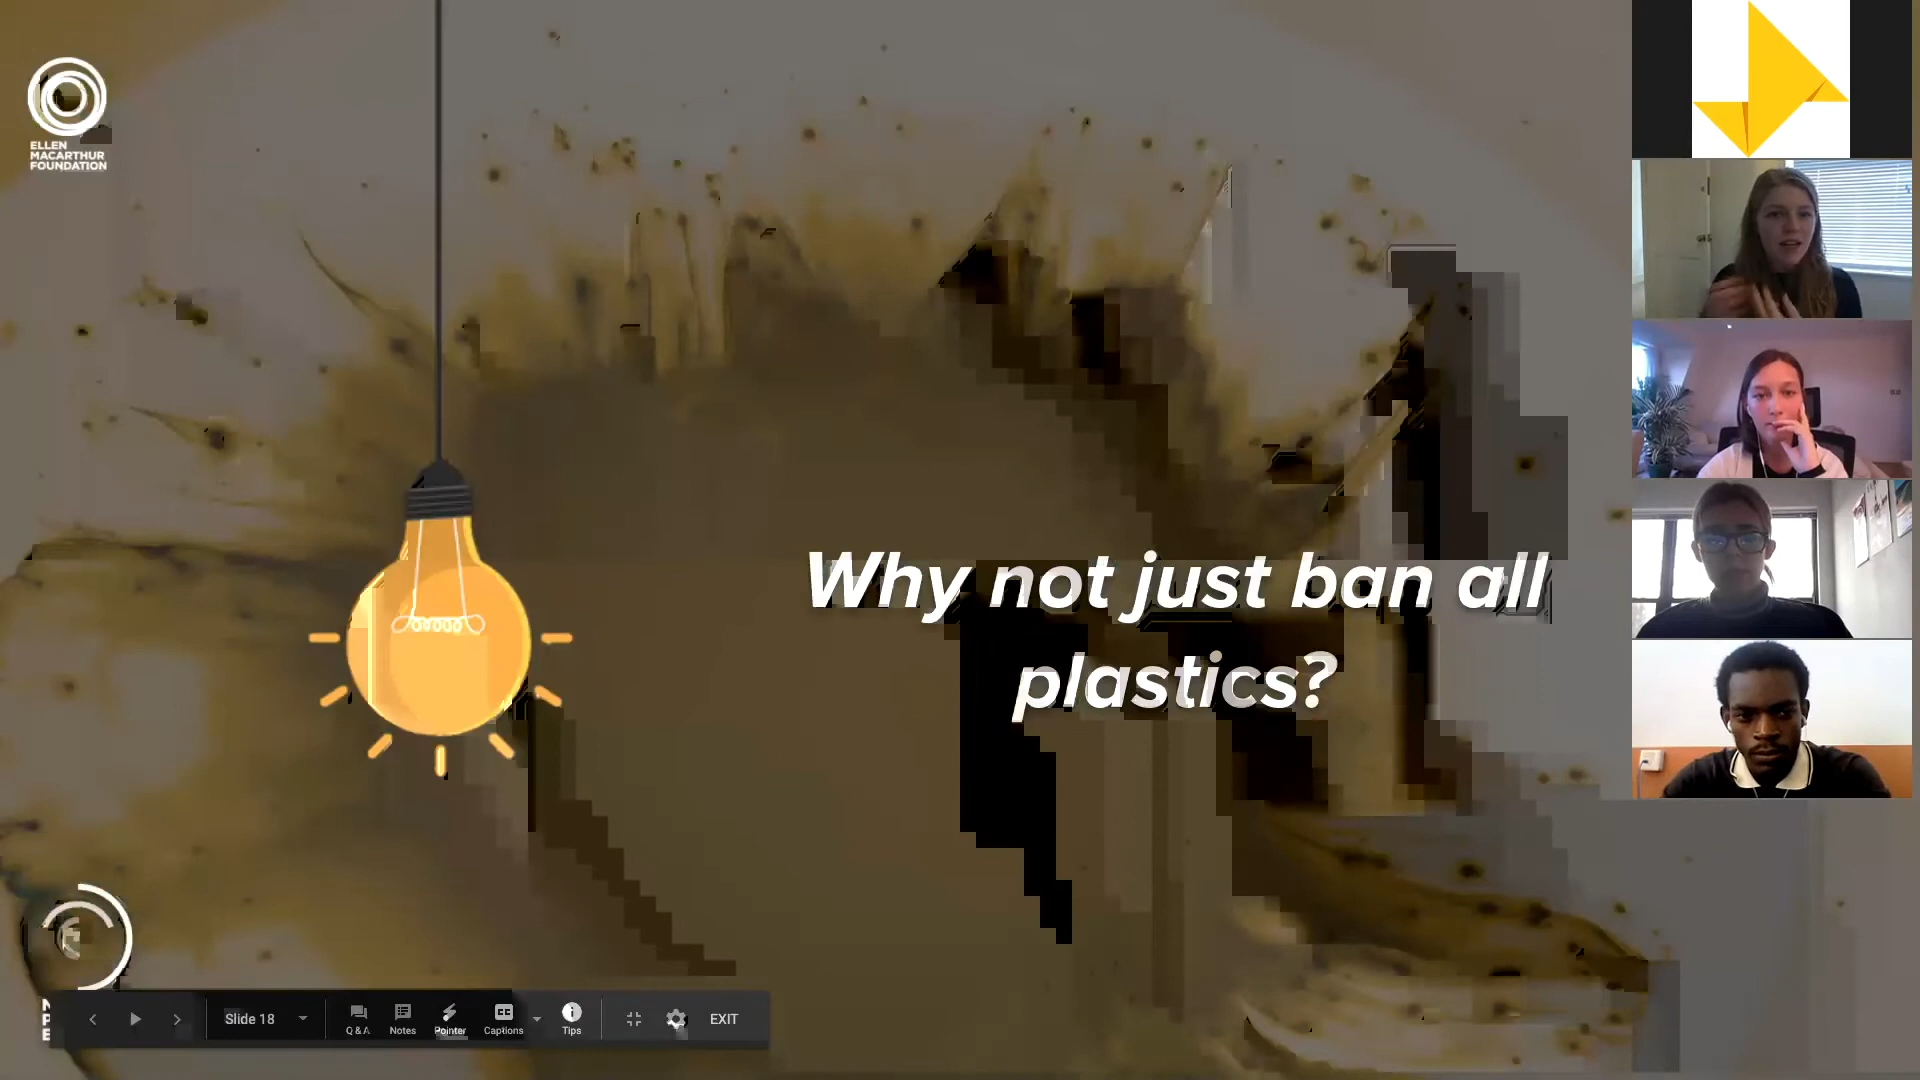 ELLEN
MACARTHUR
FOUNDATION
Why not just ban all
plastics?
Slide 18
Q&A
Notes
Pointer
Captions
Tips
EXIT